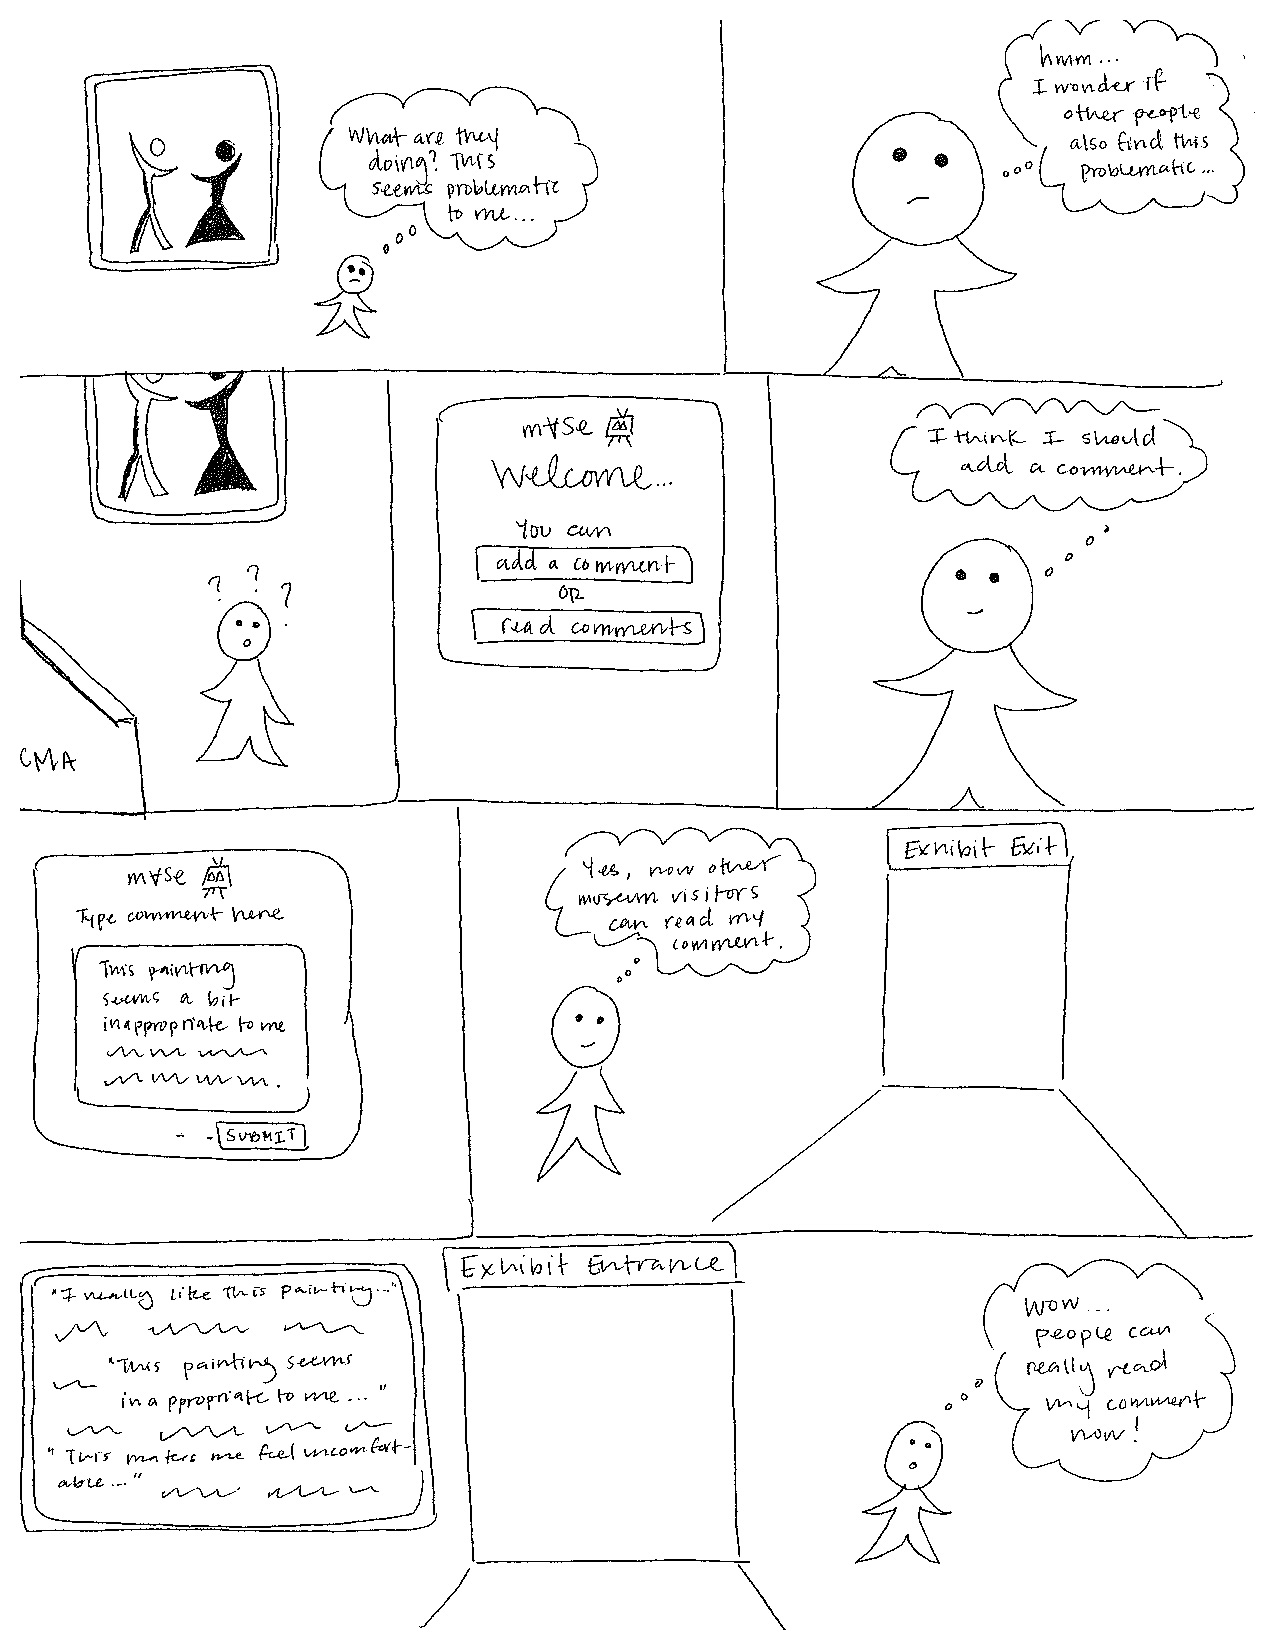 What are they
doing? This
seems problematic
to me...
hmm...
I wonder if
other people
also find this
problematic...
? ? ?
CMA
m∀se
Welcome...
You can
add a comment
or
read comments
I think I should
add a comment.
m∀se
Type comment here
This painting
seems a bit
inappropriate to me
SUBMIT
Yes, now other
museum visitors
can read my
comment.
Exhibit Exit
"I really like this painting..."
"This painting seems
inappropriate to me..."
"This makes me feel uncomfort-
able..."
Exhibit Entrance
Wow...
people can
really read
my comment
now!